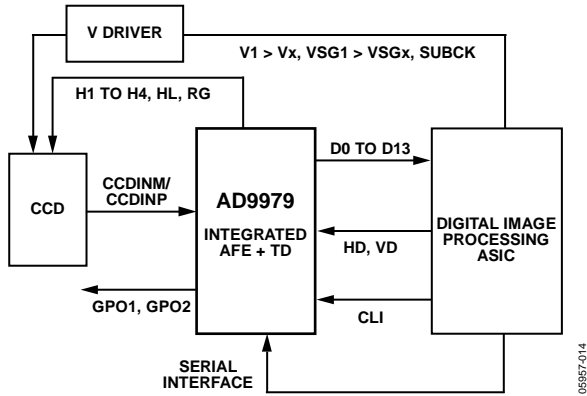 V DRIVER
V1 > Vx, VSG1 > VSGx, SUBCK
H1 TO H4, HL, RG
D0 TO D13
CCD
CCDINM/
CCDINP
AD9979
INTEGRATED
AFE + TD
DIGITAL IMAGE
PROCESSING
ASIC
HD, VD
GPO1, GPO2
CLI
SERIAL
INTERFACE
05957-014